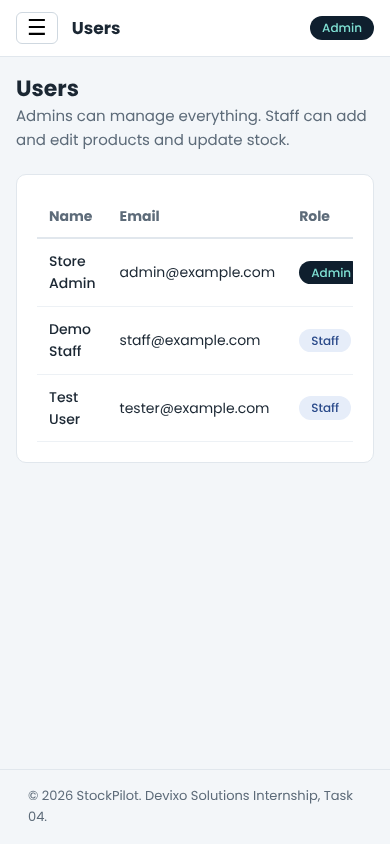 ☰ Users Admin
Users
Admins can manage everything. Staff can add
and edit products and update stock.
Name Email Role
Store
Admin
admin@example.com Admin
Demo
Staff
staff@example.com Staff
Test
User
tester@example.com Staff
© 2026 StockPilot. Devixo Solutions Internship, Task
04.